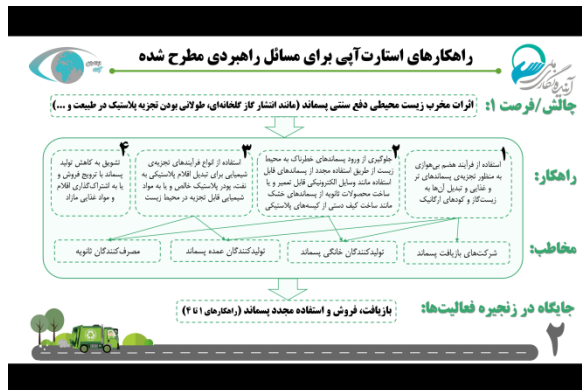 راهکارهای استارت‌آپی برای مسائل راهبردی مطرح شده
چالش/فرصت ۱:
اثرات مخرب زیست محیطی دفع سنتی پسماند (مانند انتشار گاز گلخانه‌ای، طولانی بودن تجزیه پلاستیک در طبیعت و ...)
راهکار:
۱
استفاده از فرآیند هضم بی‌هوازی
به منظور تجزیه‌ی پسماندهای تر
و غذایی و تبدیل آن‌ها به
زیست‌گاز و کودهای ارگانیک
۲
جلوگیری از ورود پسماندهای خطرناک به محیط
زیست از طریق استفاده مجدد از پسماندهای قابل
استفاده مانند وسایل الکترونیکی قابل تعمیر و یا
ساخت محصولات ثانویه از پسماندهای خشک
مانند ساخت کیف دستی از کیسه‌های پلاستیکی
۳
استفاده از انواع فرآیندهای تجزیه‌ی
شیمیایی برای تبدیل اقلام پلاستیکی به
نفت، پودر پلاستیک خالص و یا به مواد
شیمیایی قابل تجزیه در محیط زیست
۴
تشویق به کاهش تولید
پسماند با ترویج فروش و
یا به اشتراک‌گذاری اقلام
و مواد غذایی مازاد
مخاطب:
شرکت‌های بازیافت پسماند
تولیدکنندگان خانگی پسماند
تولیدکنندگان عمده پسماند
مصرف‌کنندگان ثانویه
جایگاه در زنجیره فعالیت‌ها:
بازیافت، فروش و استفاده مجدد پسماند (راهکارهای ۱ تا ۴)
۲